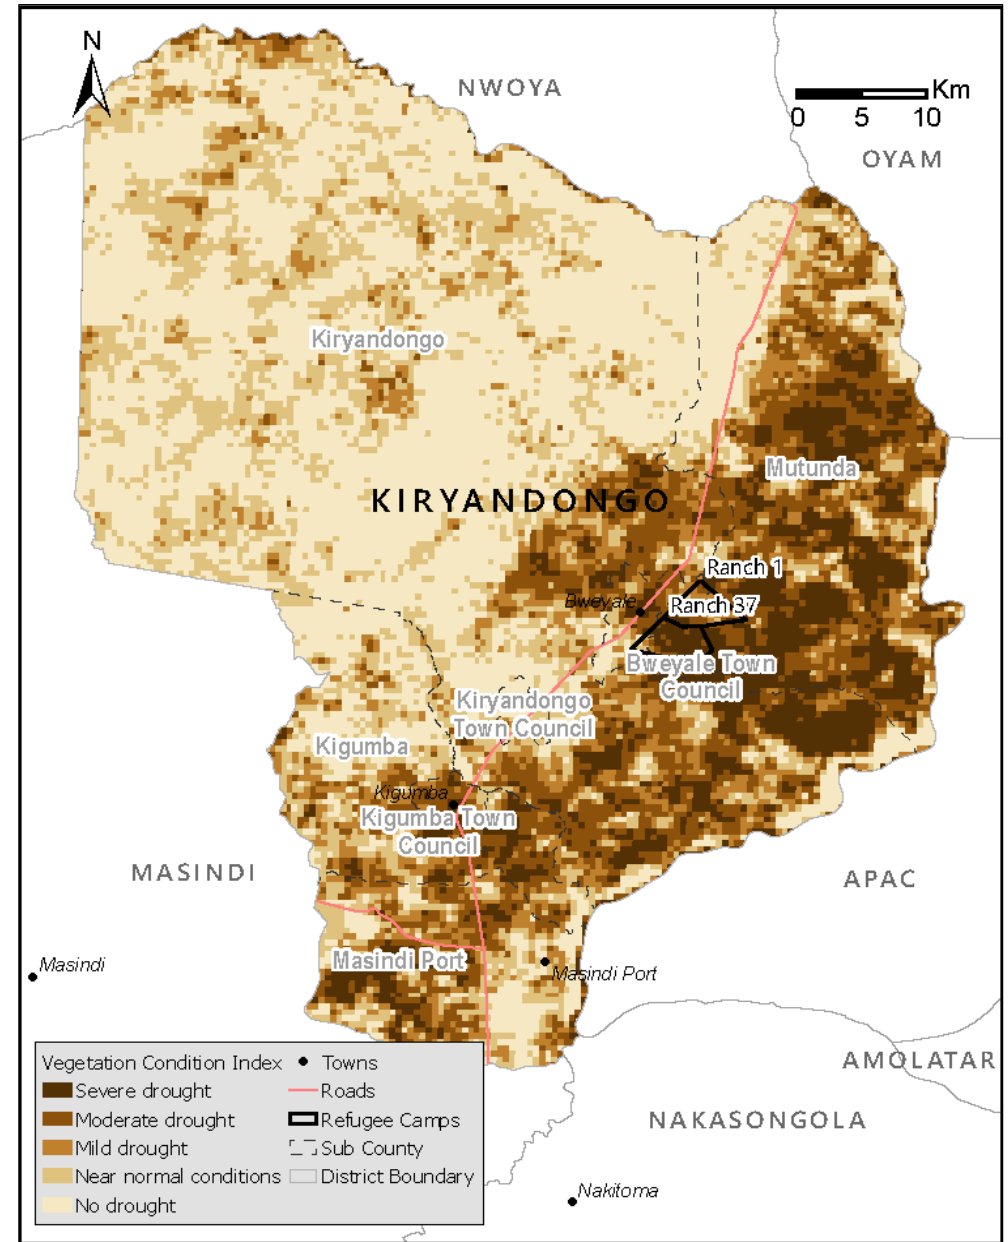 N
NWOYA
Km
0 5 10
OYAM
Kiryandongo
Mutunda
KIRYANDONGO
Ranch 1
Bweyale
Ranch 37
Bweyale Town
Council
Kiryandongo
Town Council
Kigumba
Kigumba
Kigumba Town
Council
MASINDI
APAC
Masindi
Masindi Port
Masindi Port
AMOLATAR
NAKASONGOLA
Nakitoma
Vegetation Condition Index
Severe drought
Moderate drought
Mild drought
Near normal conditions
No drought
Towns
Roads
Refugee Camps
Sub County
District Boundary